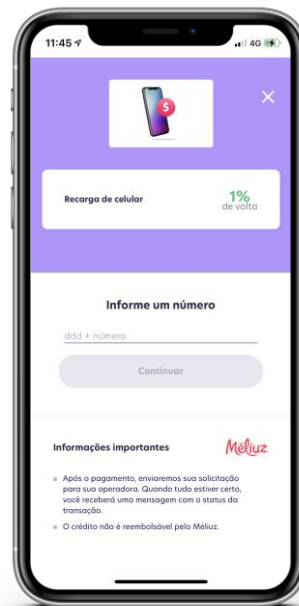 11:45
4G
$
Recarga de celular
1%
de volta
Informe um número
ddd + número
Continuar
Informações importantes
Méliuz
Após o pagamento, enviaremos sua solicitação
para sua operadora. Quando tudo estiver certo,
você receberá uma mensagem com o status da
transação.
O crédito não é reembolsável pelo Méliuz.